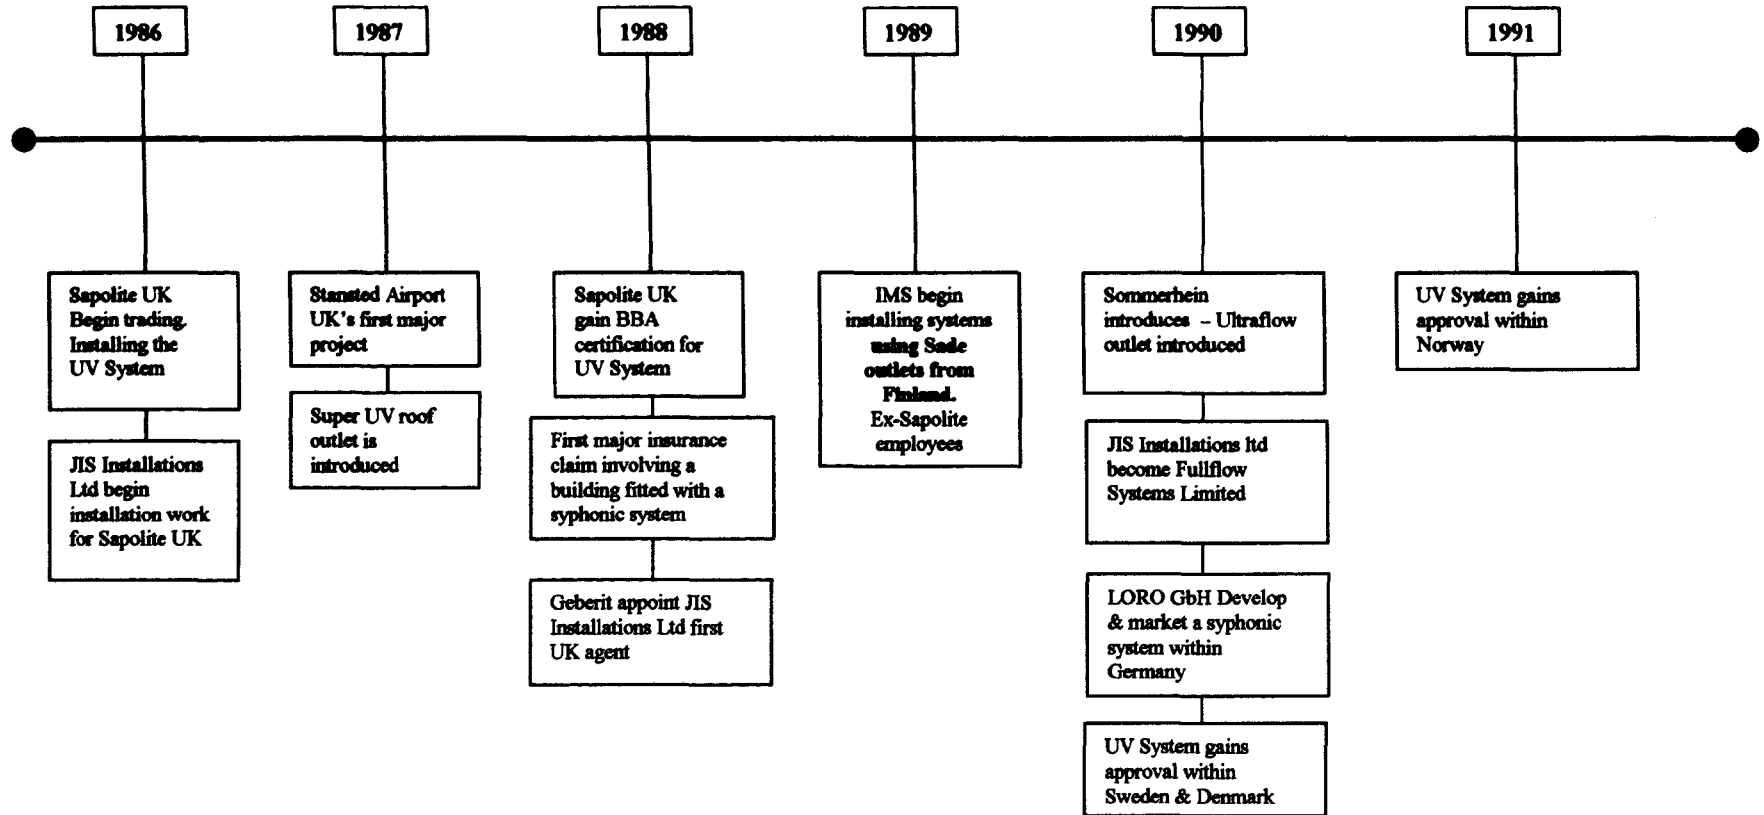 1986
1987
1988
1989
1990
1991
Sapolite UK
Begin trading.
Installing the
UV System
JIS Installations
Ltd begin
installation work
for Sapolite UK
Stansted Airport
UK's first major
project
Super UV roof
outlet is
introduced
Sapolite UK
gain BBA
certification for
UV System
First major insurance
claim involving a
building fitted with a
syphonic system
Geberit appoint JIS
Installations Ltd first
UK agent
IMS begin
installing systems
using Sade
outlets from
Finland.
Ex-Sapolite
employees
Sommerhein
introduces – Ultraflow
outlet introduced
JIS Installations ltd
become Fullflow
Systems Limited
LORO GbH Develop
& market a syphonic
system within
Germany
UV System gains
approval within
Sweden & Denmark
UV System gains
approval within
Norway